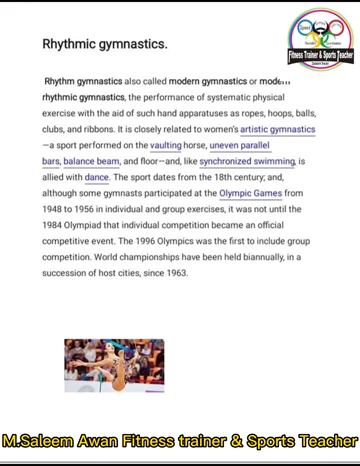 Fitness Trainer & Sports Teacher
Rhythmic gymnastics.
Rhythm gymnastics also called modern gymnastics or
rhythmic gymnastics, the performance of systematic physical
exercise with the aid of such hand apparatuses as ropes, hoops, balls,
clubs, and ribbons. It is closely related to women's artistic gymnastics
—a sport performed on the vaulting horse, uneven parallel
bars, balance beam, and floor—and, like synchronized swimming, is
allied with dance. The sport dates from the 18th century; and,
although some gymnasts participated at the Olympic Games from
1948 to 1956 in individual and group exercises, it was not until the
1984 Olympiad that individual competition became an official
competitive event. The 1996 Olympics was the first to include group
competition. World championships have been held biannually, in a
succession of host cities, since 1963.
M.Saleem Awan Fitness trainer & Sports Teacher